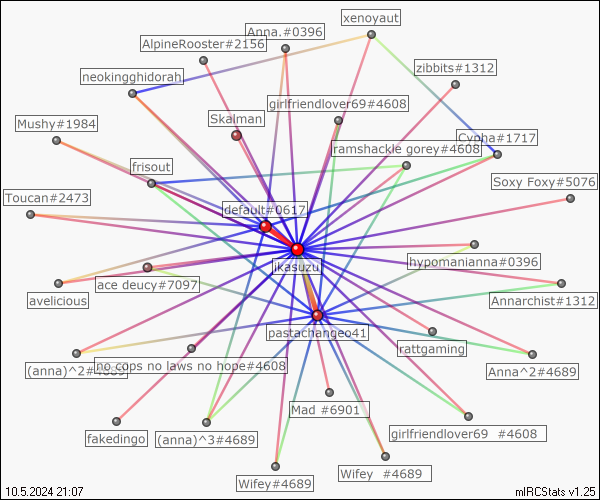 xenoyaut
Anna.#0396
AlpineRooster#2156
zibbits#1312
neokingghidorah
girlfriendlover69#4608
Skalman
Mushy#1984
Cypha#1717
ramshackle gorey#4608
frisout
Soxy Foxy#5076
Toucan#2473
default#0617
hypomanianna#0396
ikasuzu
ace deucy#7097
avelicious
Annarchist#1312
pastachangeo41
rattgaming
(anna)^2#4689
no cops no laws no hope#4608
Anna^2#4689
Mad #6901
fakedingo
(anna)^3#4689
girlfriendlover69 #4608
Wifey#4689
Wifey #4689
10.5.2024 21:07
mIRCStats v1.25